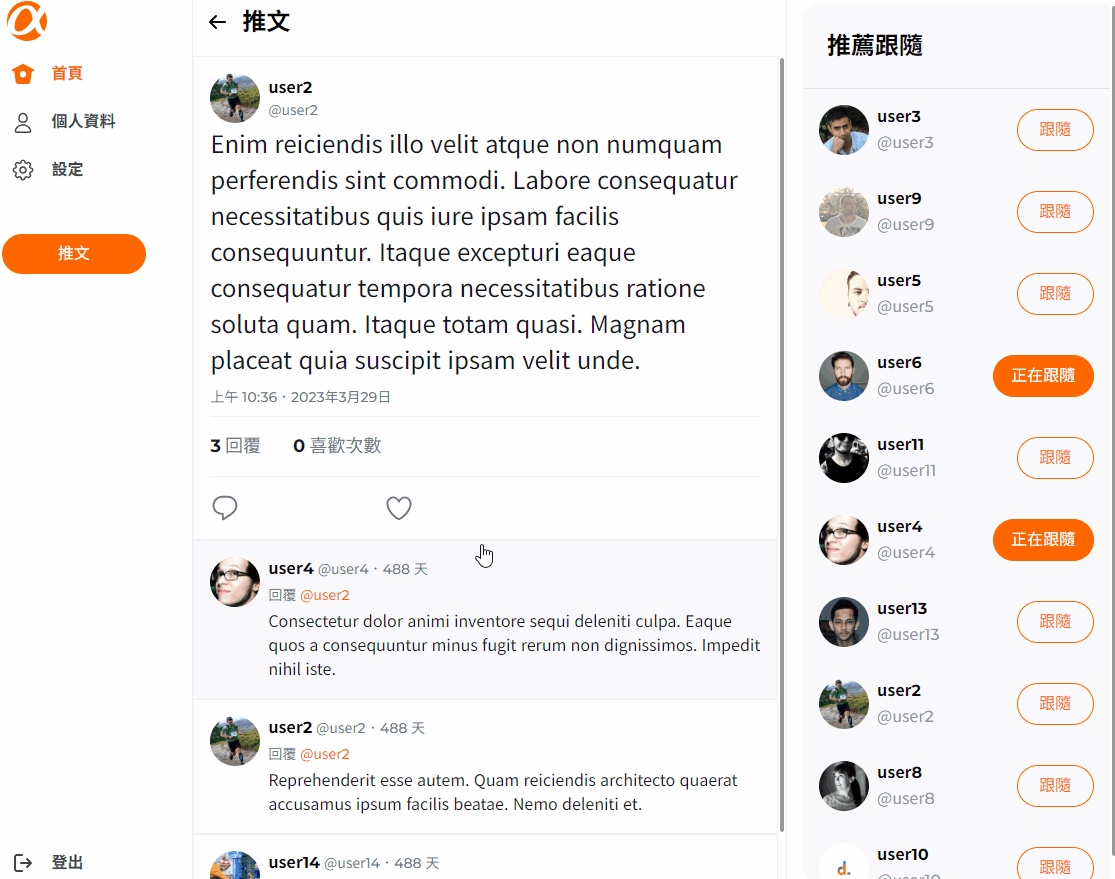 首頁
個人資料
設定
推文
登出
推文
user2
@user2
Enim reiciendis illo velit atque non numquam
perferendis sint commodi. Labore consequatur
necessitatibus quis iure ipsam facilis
consequuntur. Itaque excepturi eaque
consequatur tempora necessitatibus ratione
soluta quam. Itaque totam quasi. Magnam
placeat quia suscipit ipsam velit unde.
上午 10:36・2023年3月29日
3 回覆 0 喜歡次數
user4 @user4・488 天
回覆 @user2
Consectetur dolor animi inventore sequi deleniti culpa. Eaque
quos a consequuntur minus fugit rerum non dignissimos. Impedit
nihil iste.
user2 @user2・488 天
回覆 @user2
Reprehenderit esse autem. Quam reiciendis architecto quaerat
accusamus ipsum facilis beatae. Nemo deleniti et.
user14 @user14・488 天
推薦跟隨
user3
@user3
跟隨
user9
@user9
跟隨
user5
@user5
跟隨
user6
@user6
正在跟隨
user11
@user11
跟隨
user4
@user4
正在跟隨
user13
@user13
跟隨
user2
@user2
跟隨
user8
@user8
跟隨
d.
user10
@user10
跟隨